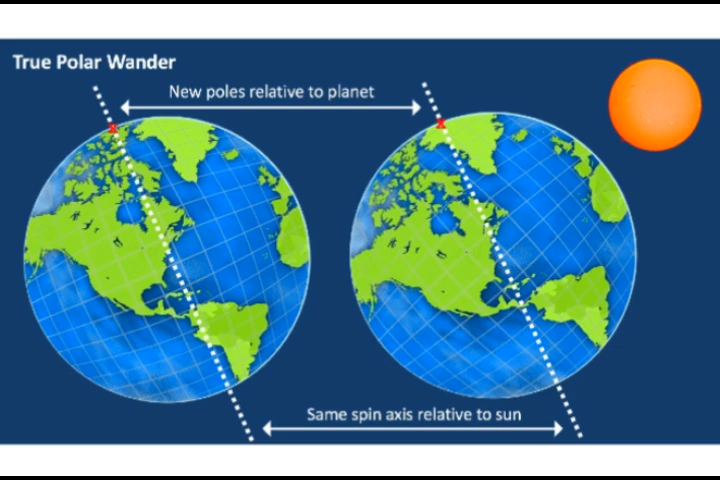 True Polar Wander
New poles relative to planet
x
x
Same spin axis relative to sun